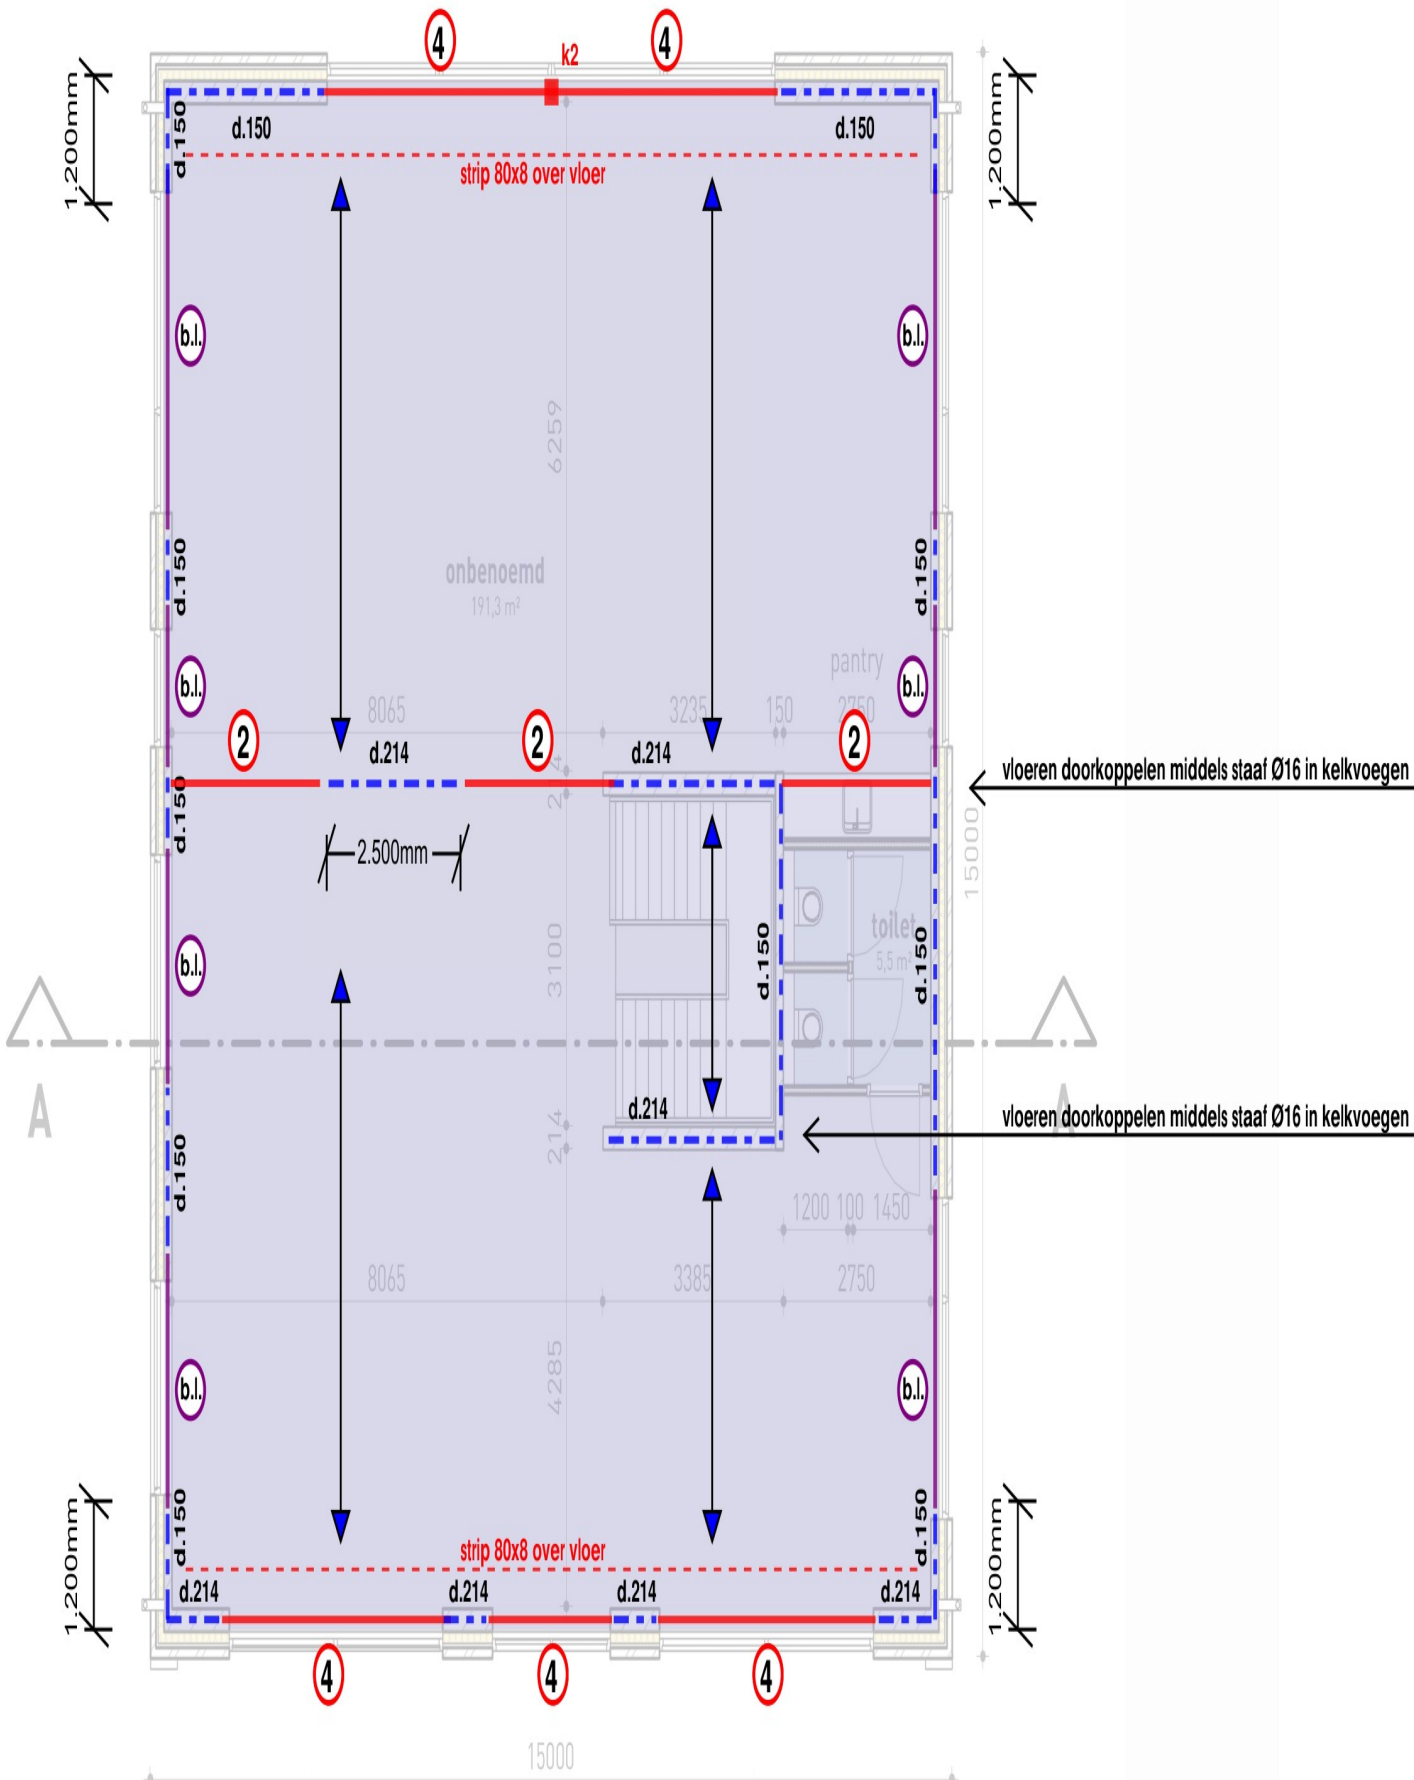 4
4
k2
1.200mm
1.200mm
d.150
d.150
d.150
strip 80x8 over vloer
b.l.
b.l.
6259
d.150
d.150
onbenoemd
191,3 m²
pantry
b.l.
b.l.
8065
3235
150
2750
2
2
2
d.214
d.214
vloeren doorkoppelen middels staaf Ø16 in kelkvoegen
d.150
214
2.500mm
15000
b.l.
3100
d.150
toilet
5,5 m²
d.150
A
A
d.214
vloeren doorkoppelen middels staaf Ø16 in kelkvoegen
214
d.150
1200 100 1450
8065
3385
2750
4285
b.l.
b.l.
1.200mm
1.200mm
d.150
d.150
strip 80x8 over vloer
d.214
d.214
d.214
d.214
4
4
4
15000